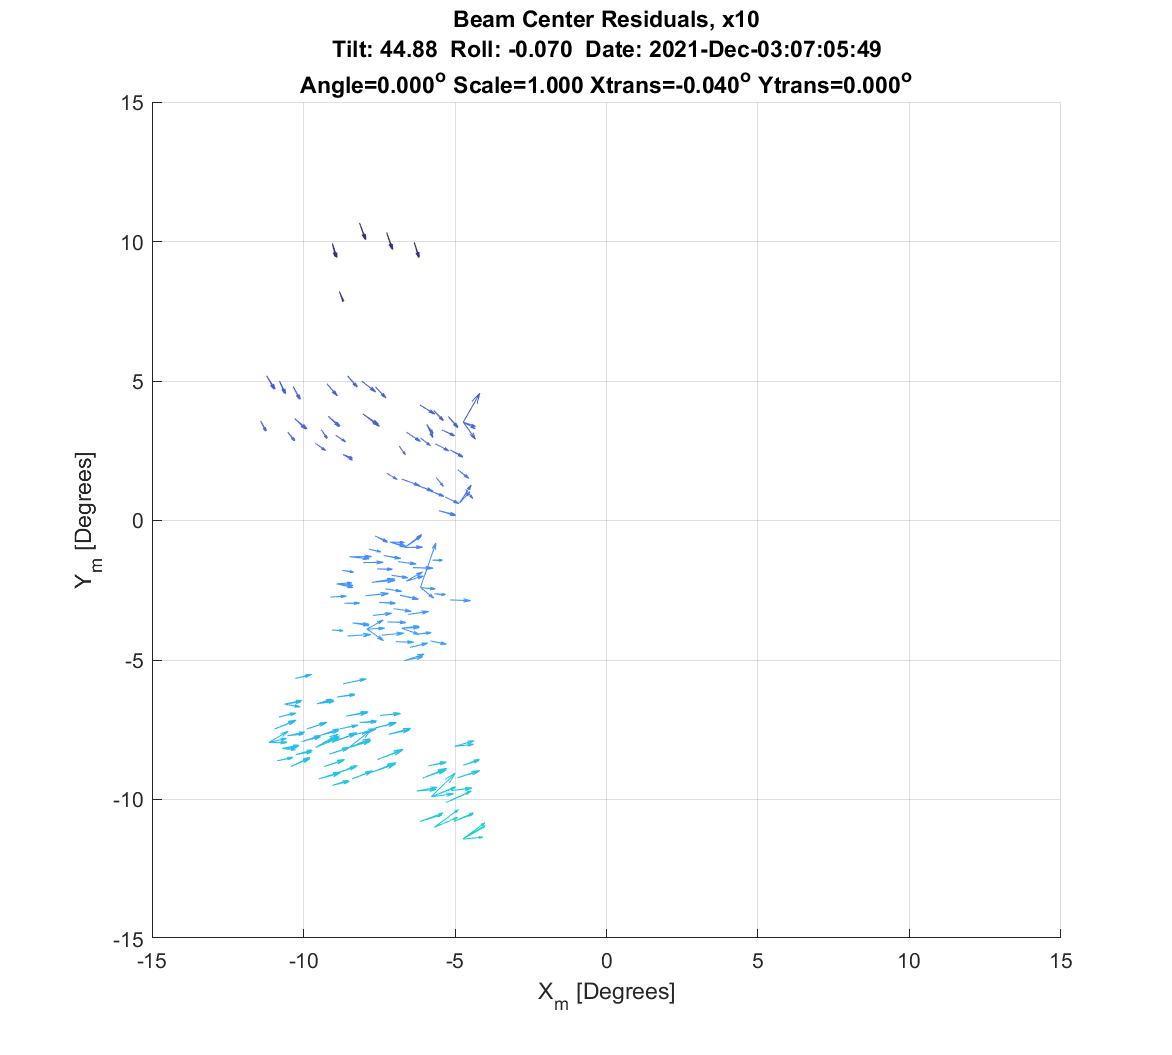 Beam Center Residuals, x10
Tilt: 44.88  Roll: -0.070  Date: 2021-Dec-03:07:05:49
Angle=0.000° Scale=1.000 Xtrans=-0.040° Ytrans=0.000°
15
10
5
0
-5
-10
-15
Y_m [Degrees]
-15 -10 -5 0 5 10 15
X_m [Degrees]